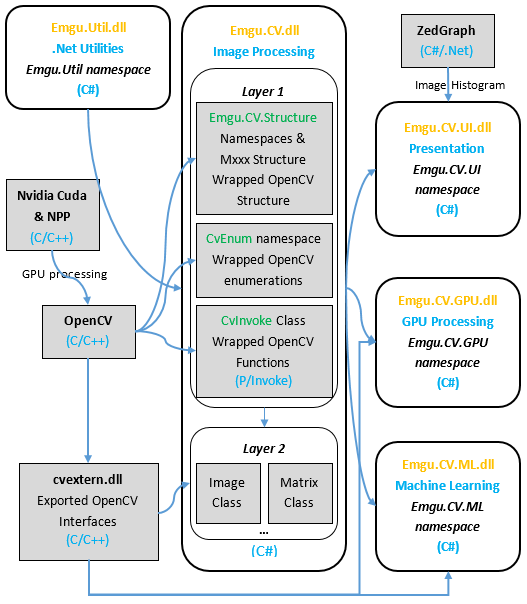 Emgu.Util.dll
.Net Utilities
Emgu.Util namespace
(C#)
Nvidia Cuda
& NPP
(C/C++)
GPU processing
OpenCV
(C/C++)
cvextern.dll
Exported OpenCV
Interfaces
(C/C++)
Emgu.CV.dll
Image Processing
Layer 1
Emgu.CV.Structure
Namespaces &
Mxxx Structure
Wrapped OpenCV
Structure
CvEnum namespace
Wrapped OpenCV
enumerations
CvInvoke Class
Wrapped OpenCV
Functions
(P/Invoke)
Layer 2
Image
Class
Matrix
Class
...
(C#)
ZedGraph
(C#/.Net)
Image Histogram
Emgu.CV.UI.dll
Presentation
Emgu.CV.UI
namespace
(C#)
Emgu.CV.GPU.dll
GPU Processing
Emgu.CV.GPU
namespace
(C#)
Emgu.CV.ML.dll
Machine Learning
Emgu.CV.ML
namespace
(C#)